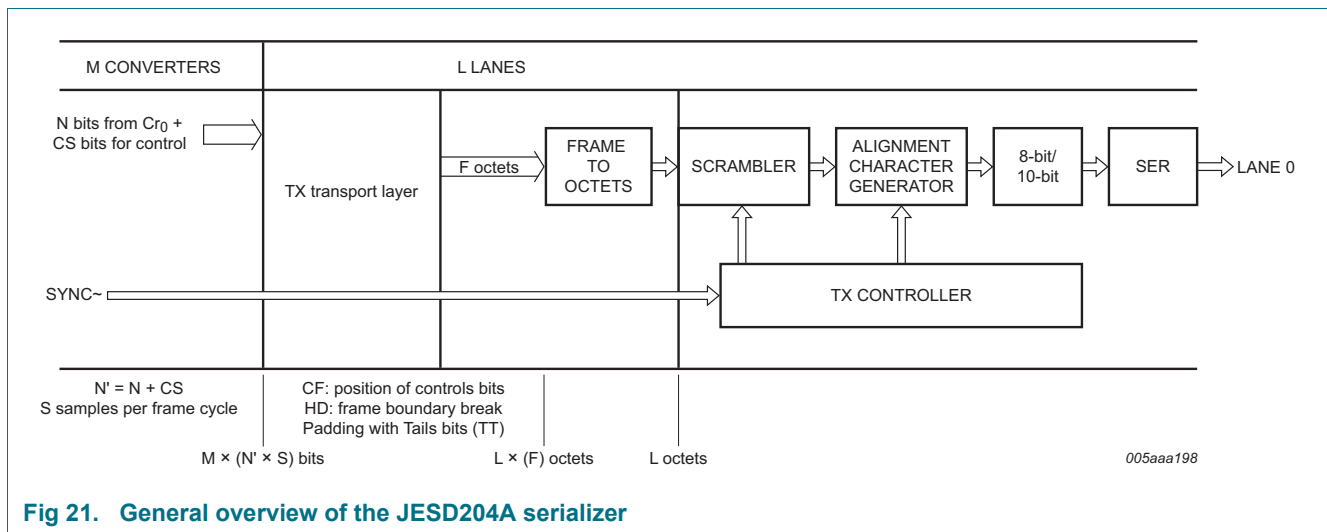 M CONVERTERS
L LANES
N bits from Cr0 +
CS bits for control
TX transport layer
F octets
FRAME
TO
OCTETS
SCRAMBLER
ALIGNMENT
CHARACTER
GENERATOR
8-bit/
10-bit
SER
LANE 0
SYNC~
TX CONTROLLER
N' = N + CS
S samples per frame cycle
CF: position of controls bits
HD: frame boundary break
Padding with Tails bits (TT)
M × (N' × S) bits
L × (F) octets
L octets
005aaa198
Fig 21. General overview of the JESD204A serializer